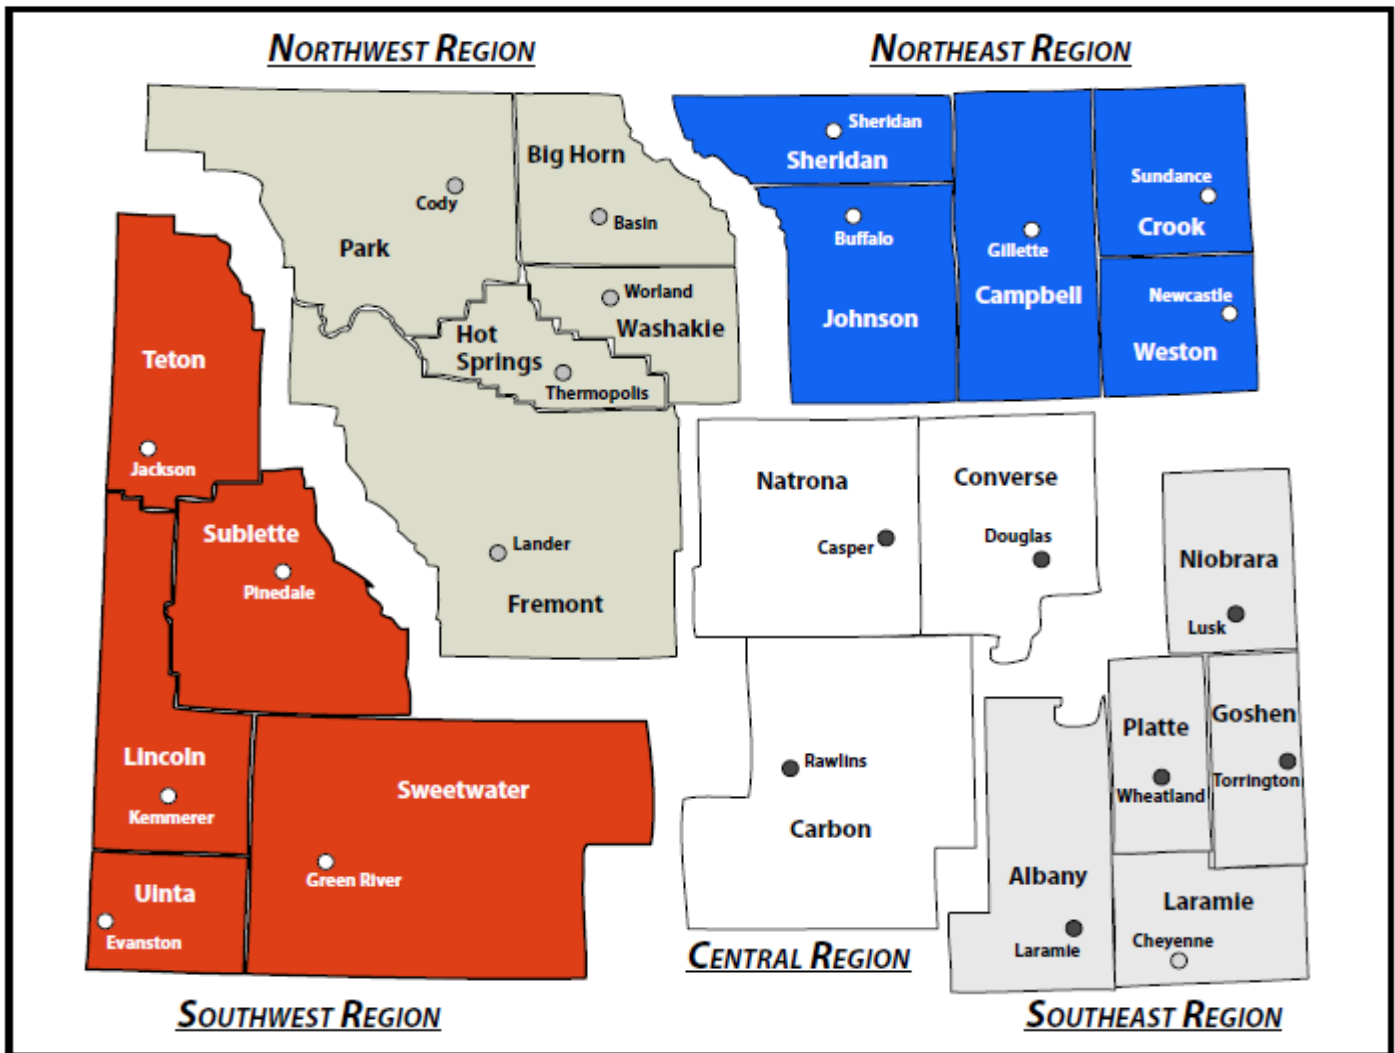 NORTHWEST REGION
NORTHEAST REGION
Sheridan
Sheridan
Big Horn
Sundance
Cody
Basin
Crook
Buffalo
Park
Gillette
Worland
Campbell
Newcastle
Johnson
Washakie
Hot
Springs
Weston
Teton
Thermopolis
Jackson
Natrona
Converse
Sublette
Douglas
Casper
Lander
Niobrara
Pinedale
Fremont
Lusk
Goshen
Platte
Lincoln
Rawlins
Torrington
Sweetwater
Wheatland
Kemmerer
Carbon
Green River
Albany
Uinta
Laramie
Evanston
Cheyenne
Laramie
CENTRAL REGION
SOUTHWEST REGION
SOUTHEAST REGION